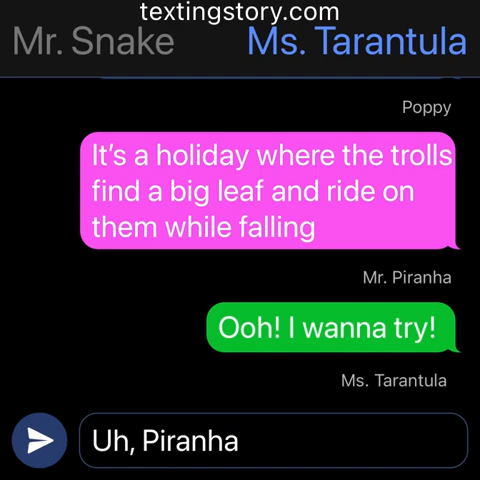 textingstory.com
Mr. Snake Ms. Tarantula
Poppy
It's a holiday where the trolls
find a big leaf and ride on
them while falling
Mr. Piranha
Ooh! I wanna try!
Ms. Tarantula
Uh, Piranha